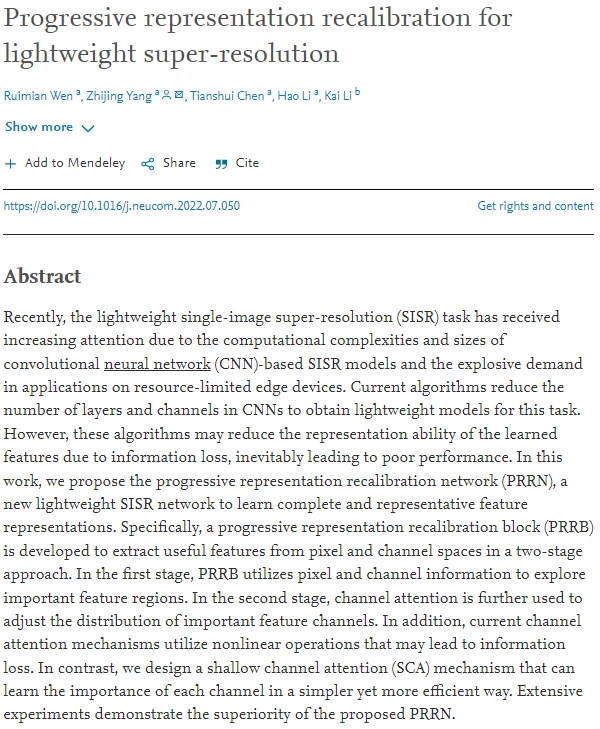 Progressive representation recalibration for
lightweight super-resolution
Ruimian Wen a, Zhijing Yang a, Tianshui Chen a, Hao Li a, Kai Li b
Show more
+ Add to Mendeley Share Cite
https://doi.org/10.1016/j.neucom.2022.07.050 Get rights and content
Abstract
Recently, the lightweight single-image super-resolution (SISR) task has received
increasing attention due to the computational complexities and sizes of
convolutional neural network (CNN)-based SISR models and the explosive demand
in applications on resource-limited edge devices. Current algorithms reduce the
number of layers and channels in CNNs to obtain lightweight models for this task.
However, these algorithms may reduce the representation ability of the learned
features due to information loss, inevitably leading to poor performance. In this
work, we propose the progressive representation recalibration network (PRRN), a
new lightweight SISR network to learn complete and representative feature
representations. Specifically, a progressive representation recalibration block (PRRB)
is developed to extract useful features from pixel and channel spaces in a two-stage
approach. In the first stage, PRRB utilizes pixel and channel information to explore
important feature regions. In the second stage, channel attention is further used to
adjust the distribution of important feature channels. In addition, current channel
attention mechanisms utilize nonlinear operations that may lead to information
loss. In contrast, we design a shallow channel attention (SCA) mechanism that can
learn the importance of each channel in a simpler yet more efficient way. Extensive
experiments demonstrate the superiority of the proposed PRRN.